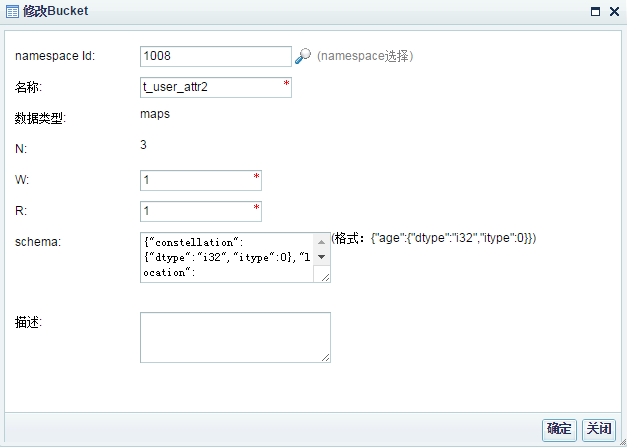 修改Bucket
namespace Id: 1008 (namespace选择)
名称: t_user_attr2 *
数据类型: maps
N: 3
W: 1 *
R: 1 *
schema: {"constellation": (格式：{"age":{"dtype":"i32","itype":0}})
{"dtype":"i32","itype":0},"l
ocation":
描述:
确定 关闭